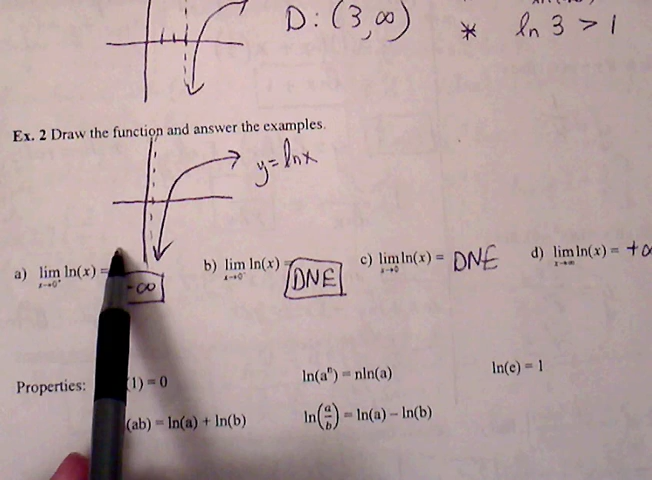 D: (3,∞) * ln 3 > 1
Ex. 2 Draw the function and answer the examples.
y=lnx
a) lim ln(x) = -∞ b) lim ln(x) = DNE c) lim ln(x) = DNE d) lim ln(x) = +∞
x→0⁺ x→0⁻ x→0 x→∞
Properties: (1) = 0 ln(aⁿ) = nln(a) ln(e) = 1
(ab) = ln(a) + ln(b) ln(a/b) = ln(a) − ln(b)